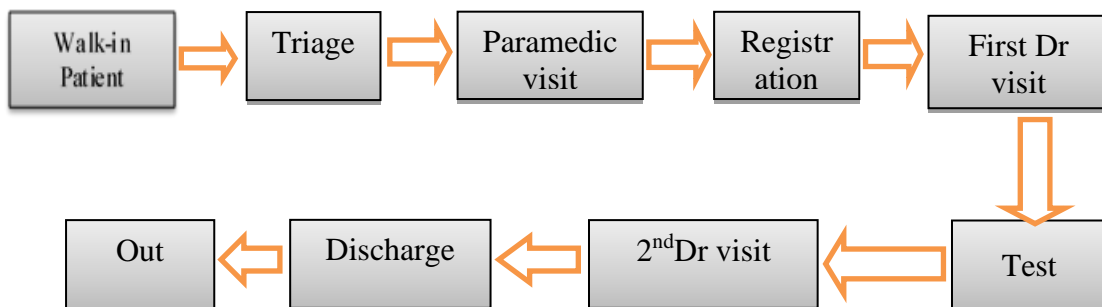 Walk-in
Patient
Triage
Paramedic
visit
Registr
ation
First Dr
visit
Out
Discharge
2ndDr visit
Test